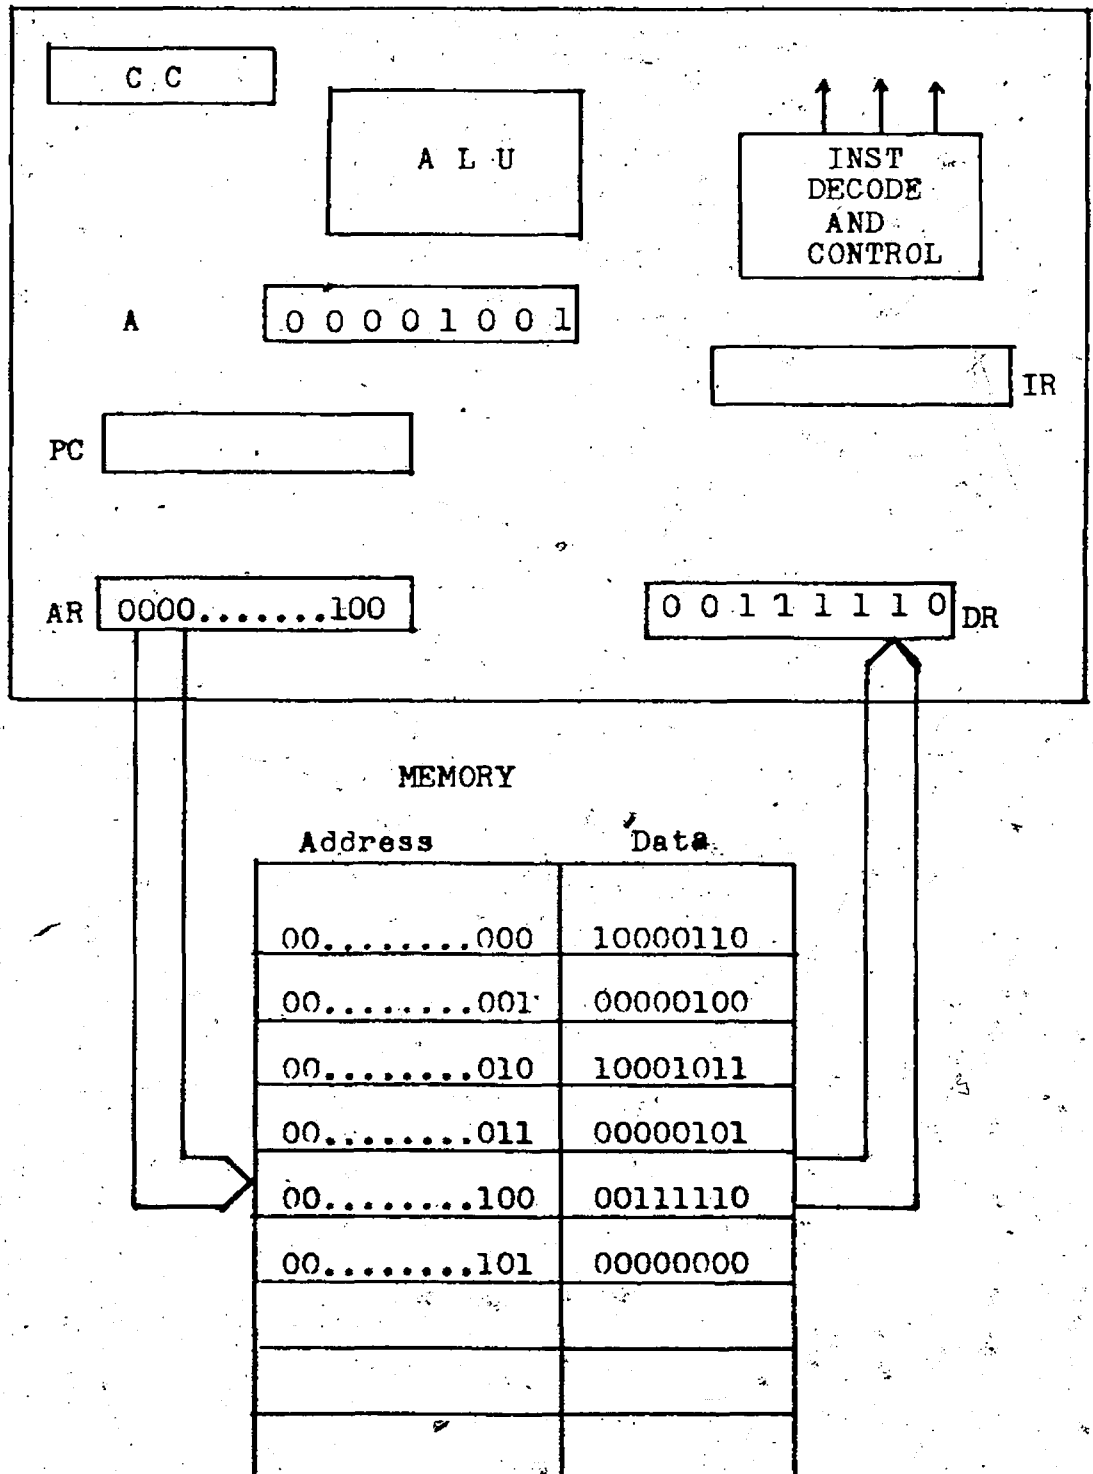 C C
A L U
INST
DECODE
AND
CONTROL
A 0 0 0 0 1 0 0 1
IR
PC
AR 0000.......100
0 0 1 1 1 1 1 0 DR
MEMORY
Address Data
00........000 10000110
00........001 00000100
00........010 10001011
00........011 00000101
00........100 00111110
00........101 00000000